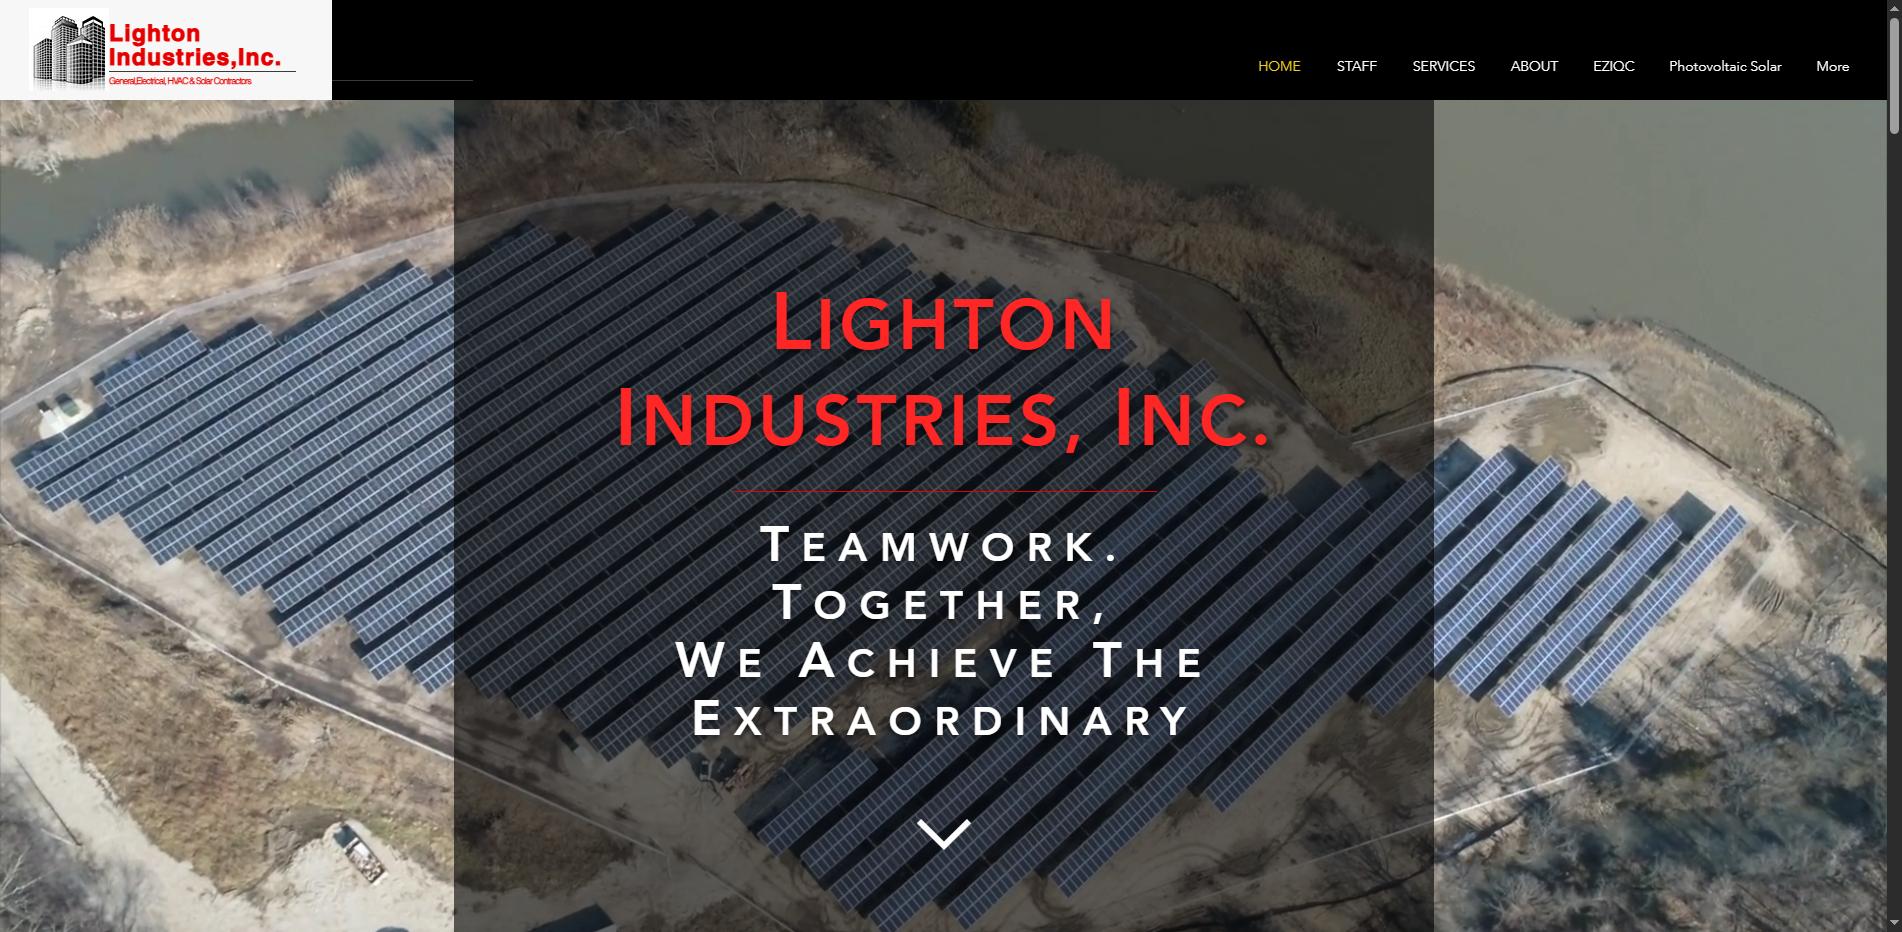 Lighton
Industries,Inc.
General,Electrical, HVAC & Solar Contractors
HOME STAFF SERVICES ABOUT EZIQC Photovoltaic Solar More
LIGHTON
INDUSTRIES, INC.
TEAMWORK.
TOGETHER,
WE ACHIEVE THE
EXTRAORDINARY